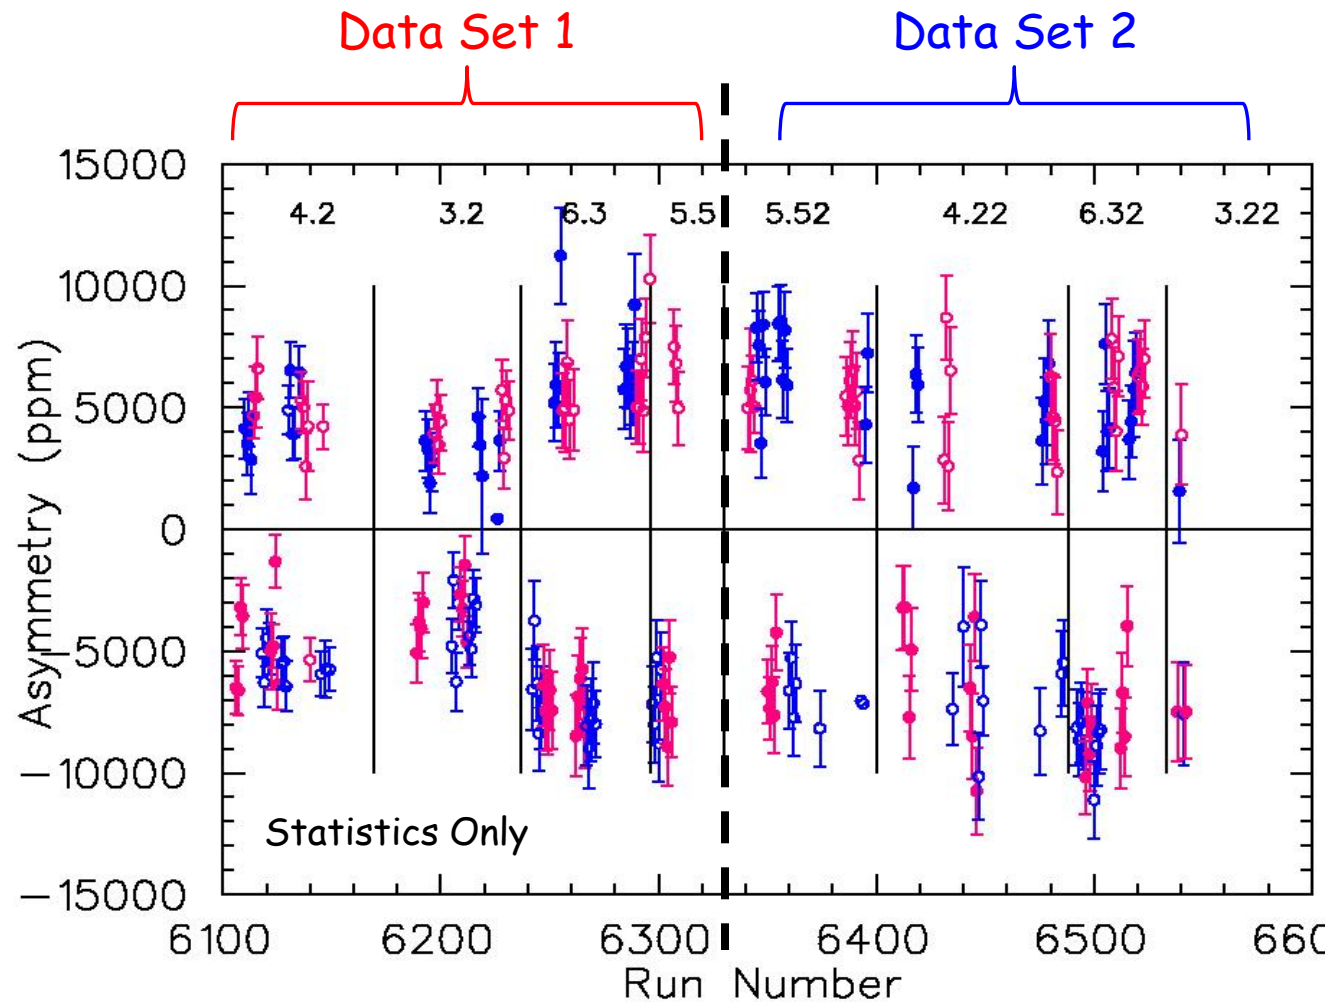 Data Set 1 Data Set 2
15000
4.2 3.2 6.3 5.5 5.52 4.22 6.32 3.22
10000
5000
0
−5000
−10000
−15000
Asymmetry (ppm)
Statistics Only
6100 6200 6300 6400 6500 660
Run Number